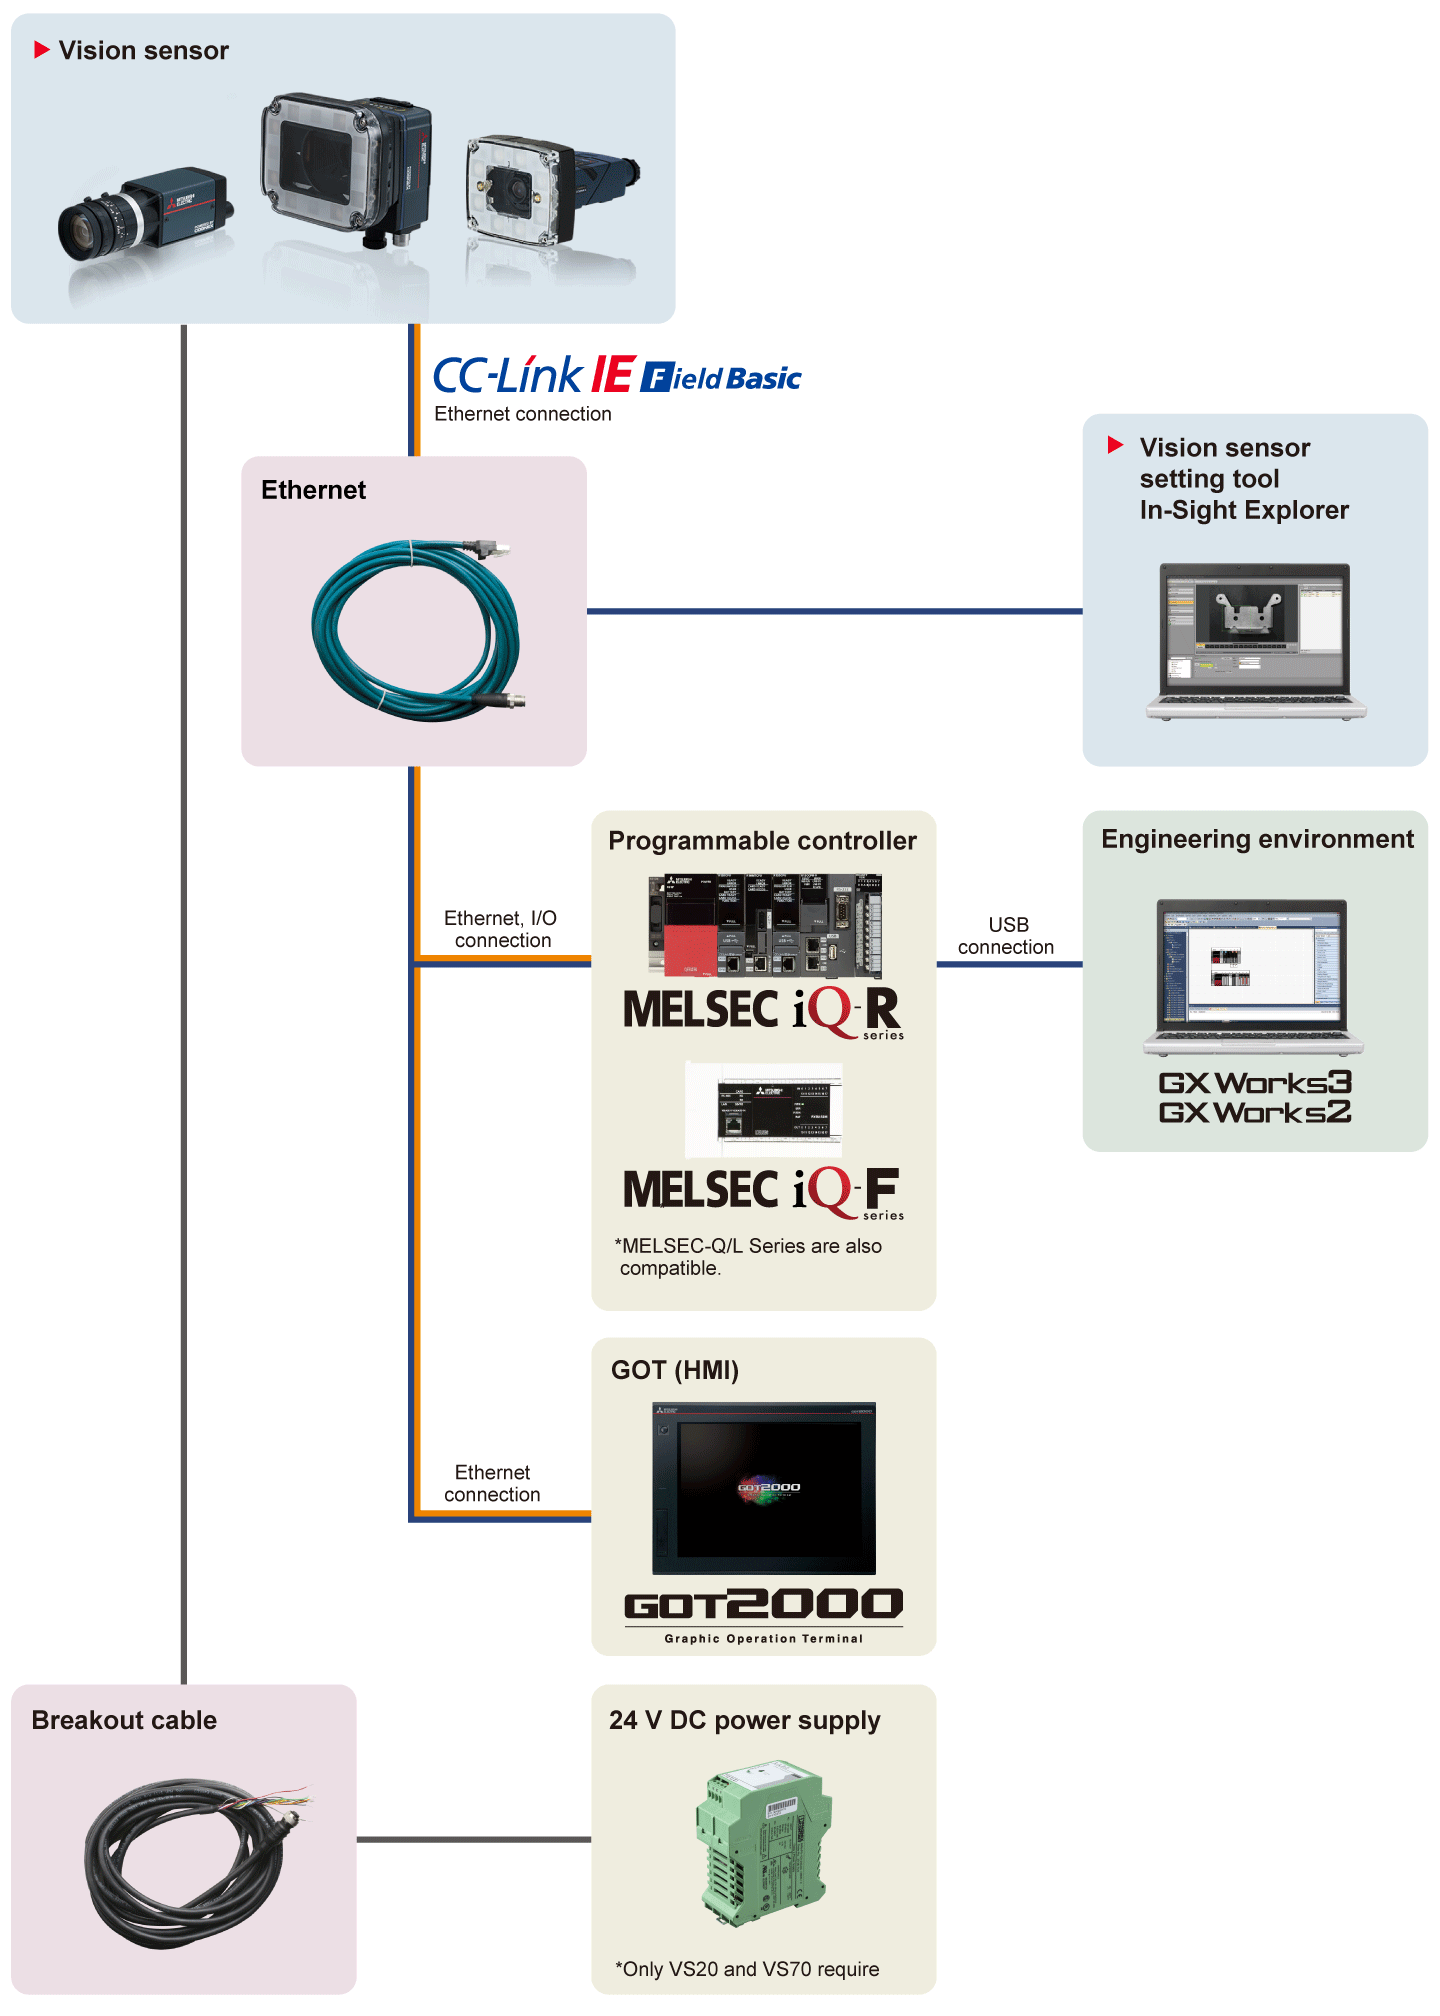 Vision sensor
MITSUBISHI
ELECTRIC
CC-Link IE Field Basic
Ethernet connection
Ethernet
Vision sensor
setting tool
In-Sight Explorer
Programmable controller
Ethernet, I/O
connection
MELSEC iQ-R
series
MELSEC iQ-F
series
*MELSEC-Q/L Series are also
compatible.
USB
connection
Engineering environment
GX Works3
GX Works2
GOT (HMI)
Ethernet
connection
GOT2000
GOT2000
Graphic Operation Terminal
Breakout cable
24 V DC power supply
*Only VS20 and VS70 require